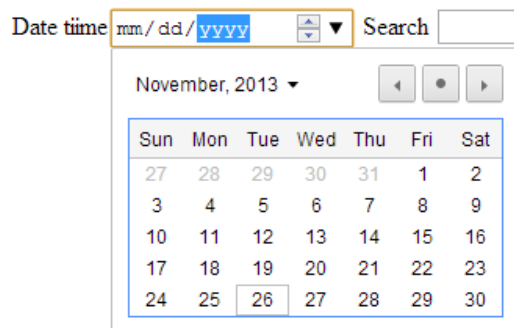 Date tiime mm/dd/yyyy Search
November, 2013
Sun Mon Tue Wed Thu Fri Sat
27 28 29 30 31 1 2
3 4 5 6 7 8 9
10 11 12 13 14 15 16
17 18 19 20 21 22 23
24 25 26 27 28 29 30